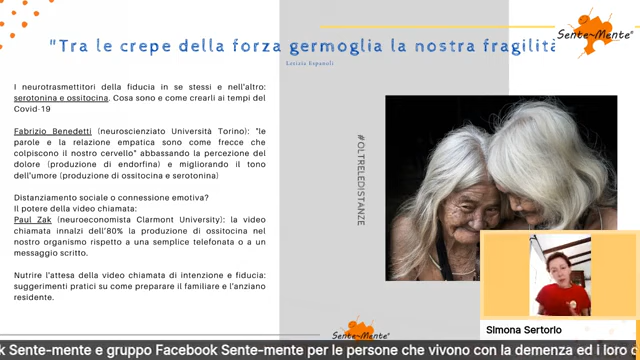 "Tra le crepe della forza germoglia la nostra fragilità
Letizia Espanoli
Sente~Mente®
I neurotrasmettitori della fiducia in se stessi e nell'altro:
serotonina e ossitocina. Cosa sono e come crearli ai tempi del
Covid-19
Fabrizio Benedetti (neuroscienziato Università Torino): "le
parole e la relazione empatica sono come frecce che
colpiscono il nostro cervello" abbassando la percezione del
dolore (produzione di endorfina) e migliorando il tono
dell'umore (produzione di ossitocina e serotonina)
Distanziamento sociale o connessione emotiva?
Il potere della video chiamata:
Paul Zak (neuroeconomista Clarmont University): la video
chiamata innalzi dell'80% la produzione di ossitocina nel
nostro organismo rispetto a una semplice telefonata o a un
messaggio scritto.
Nutrire l'attesa della video chiamata di intenzione e fiducia:
suggerimenti pratici su come preparare il familiare e l'anziano
residente.
#OLTRELEDISTANZE
Simona Sertorio
Sente~Mente®
k Sente-mente e gruppo Facebook Sente-mente per le persone che vivono con la demenza ed i loro c